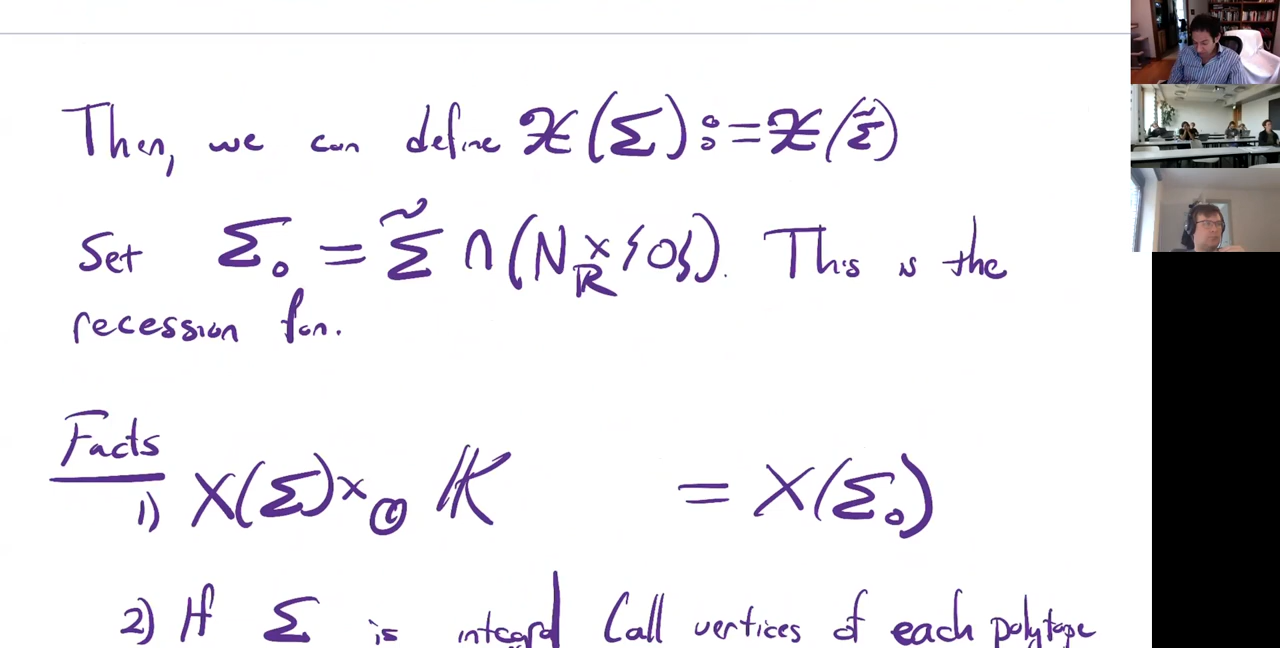 Then, we can define 𝒳(Σ) := 𝒳(Σ̃)
Set Σ₀ = Σ̃ ∩ (N_ℝ × {0}). This is the
recession fan.
Facts
1) X(Σ) ×_𝒪 𝕂 = X(Σ₀)
2) If Σ is integral (all vertices of each polytope